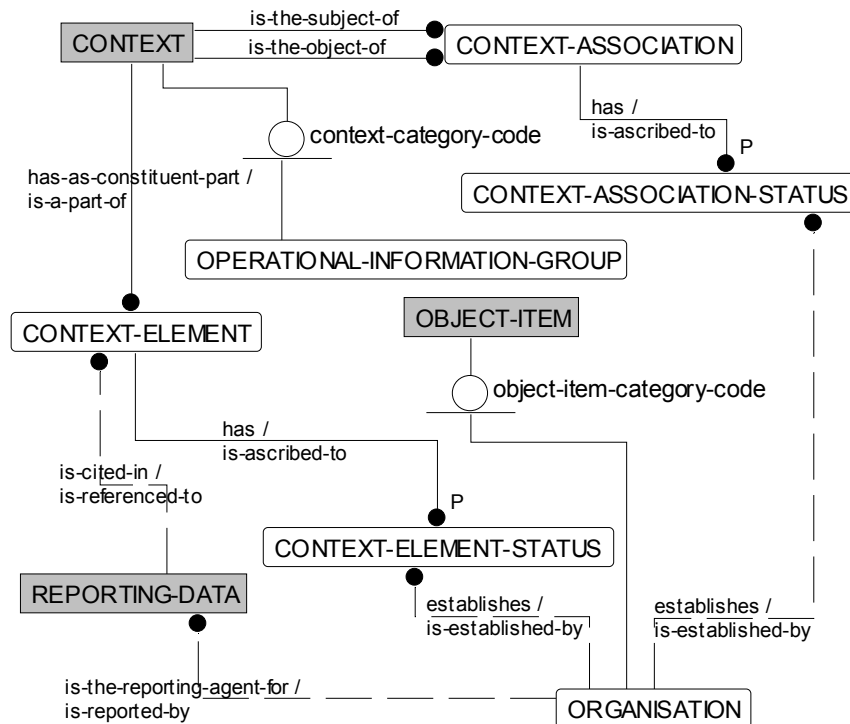 is-the-subject-of
CONTEXT
is-the-object-of
CONTEXT-ASSOCIATION
has /
is-ascribed-to
P
context-category-code
has-as-constituent-part /
is-a-part-of
CONTEXT-ASSOCIATION-STATUS
OPERATIONAL-INFORMATION-GROUP
CONTEXT-ELEMENT
OBJECT-ITEM
object-item-category-code
has /
is-ascribed-to
is-cited-in /
is-referenced-to
P
CONTEXT-ELEMENT-STATUS
REPORTING-DATA
establishes /
is-established-by
establishes /
is-established-by
is-the-reporting-agent-for /
is-reported-by
ORGANISATION